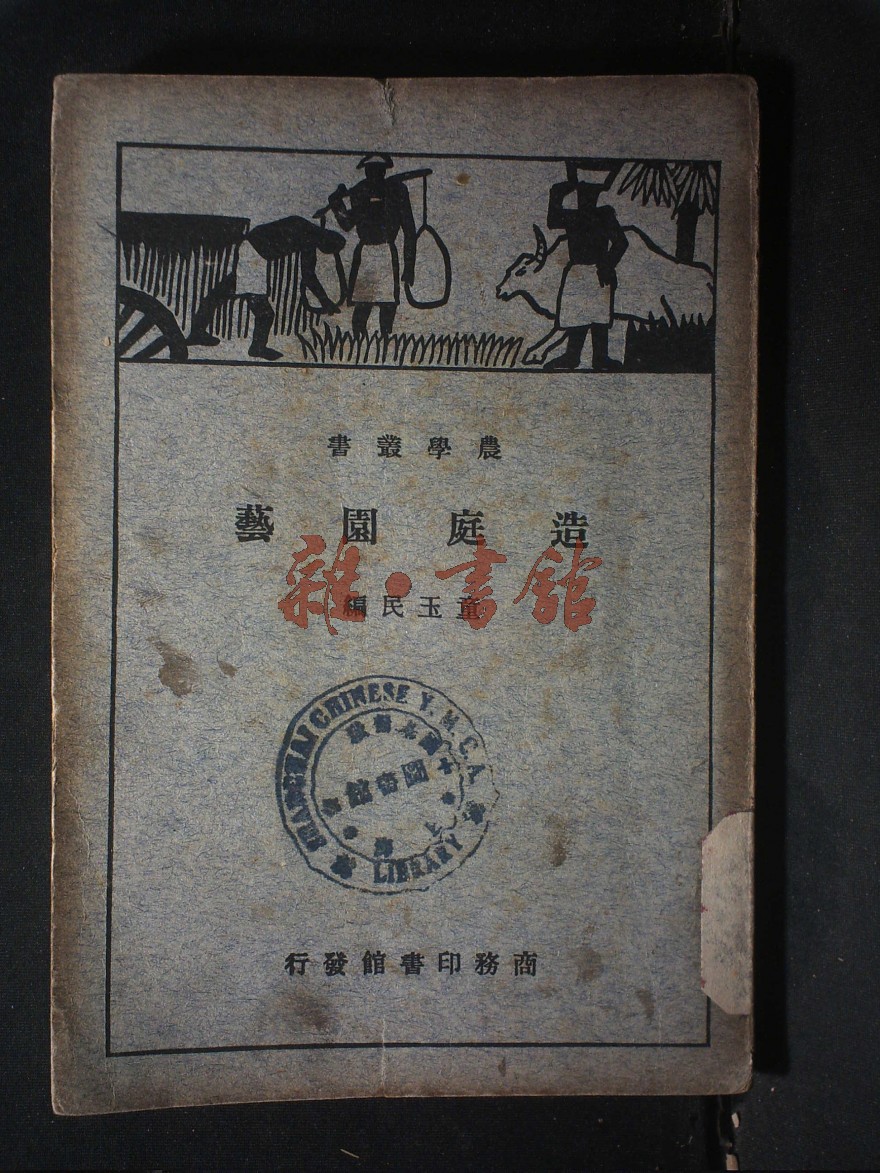 農學叢書
造庭園藝
童玉民編
雜·書館
SHANGHAI CHINESE Y. M. C. A.
圖書館
LIBRARY
商務印書館發行